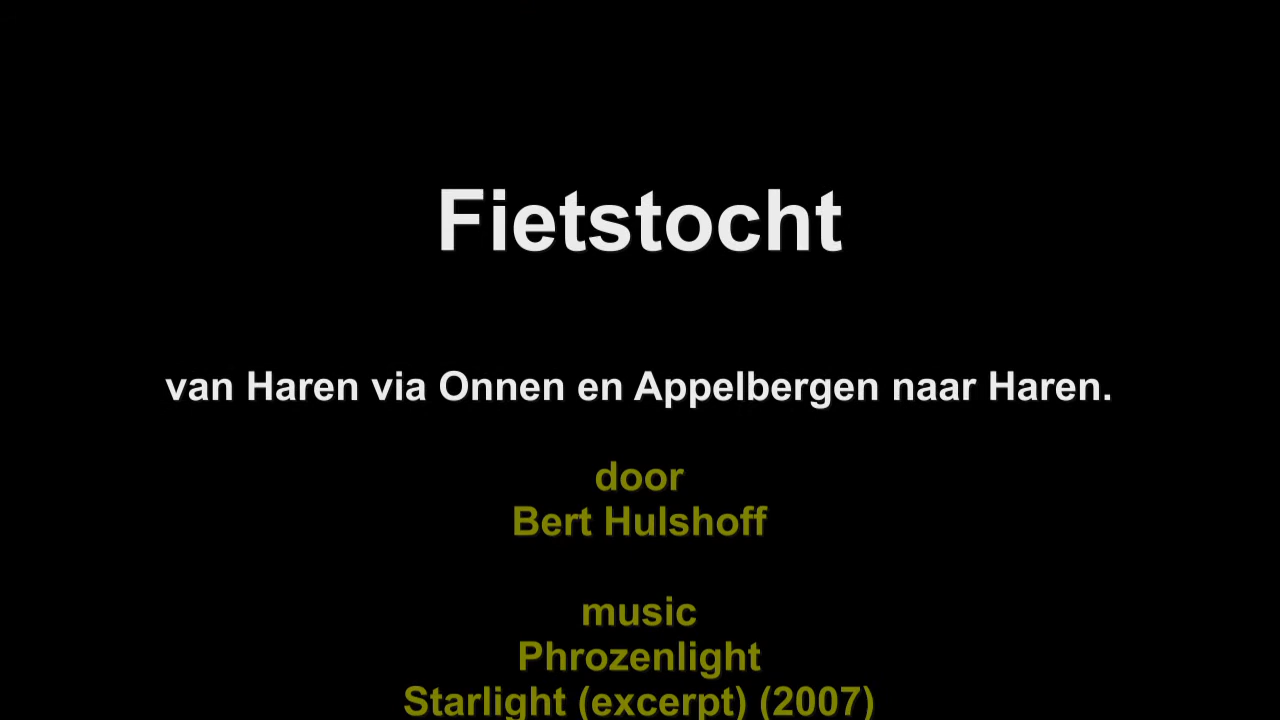 Fietstocht
van Haren via Onnen en Appelbergen naar Haren.
door
Bert Hulshoff
music
Phrozenlight
Starlight (excerpt) (2007)